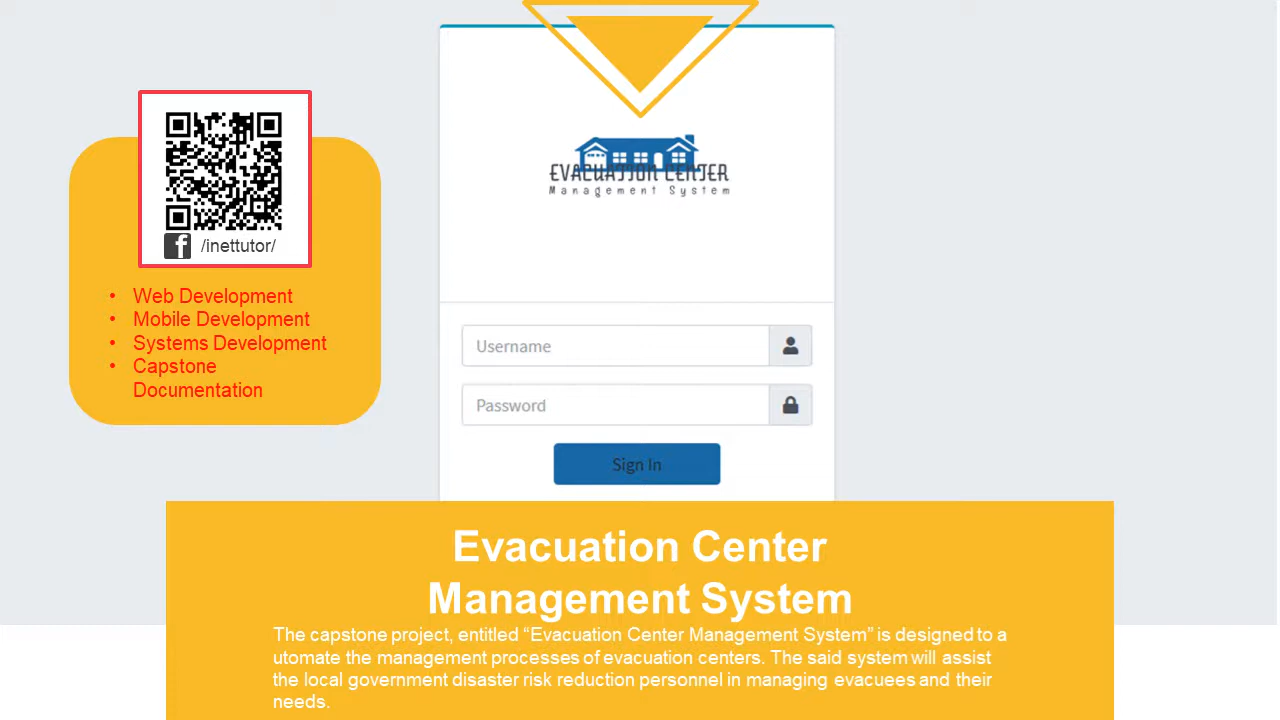 EVACUATION CENTER
Management System
/inettutor/
• Web Development
• Mobile Development
• Systems Development
• Capstone
Documentation
Username
Password
Sign In
Evacuation Center
Management System
The capstone project, entitled “Evacuation Center Management System” is designed to a
utomate the management processes of evacuation centers. The said system will assist
the local government disaster risk reduction personnel in managing evacuees and their
needs.